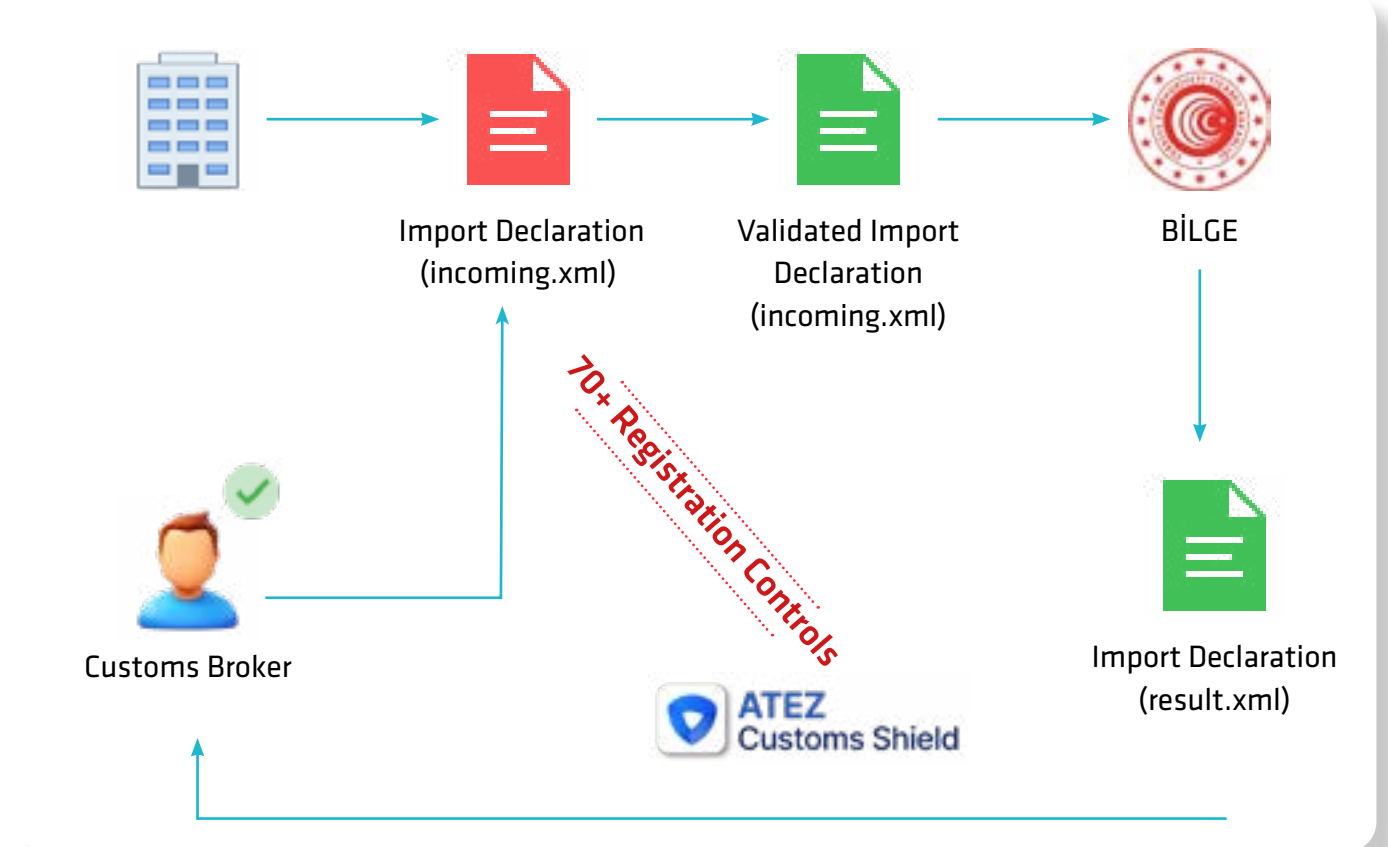 Import Declaration
(incoming.xml)
Validated Import
Declaration
(incoming.xml)
BİLGE
70+ Registration Controls
Customs Broker
Import Declaration
(result.xml)
ATEZ
Customs Shield